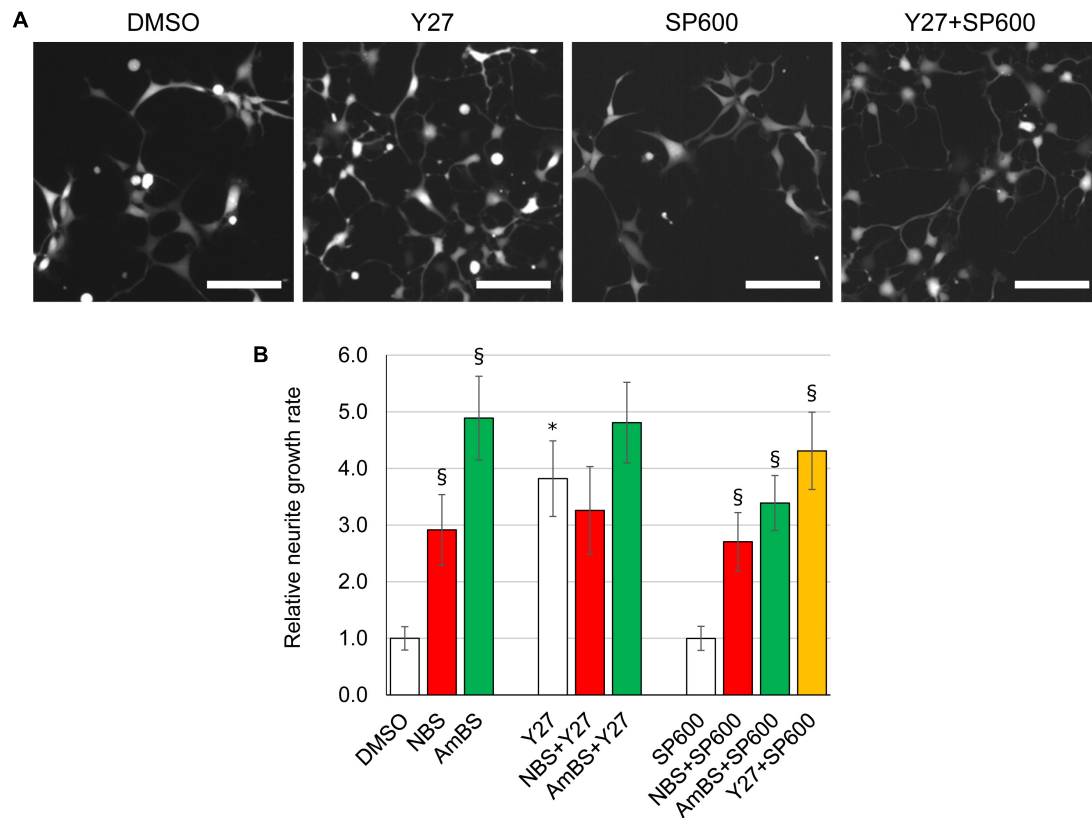 A
DMSO
Y27
SP600
Y27+SP600
B
Relative neurite growth rate
6.0
5.0
4.0
3.0
2.0
1.0
0.0
§
§
*
§
§
§
DMSO
NBS
AmBS
Y27
NBS+Y27
AmBS+Y27
SP600
NBS+SP600
AmBS+SP600
Y27+SP600